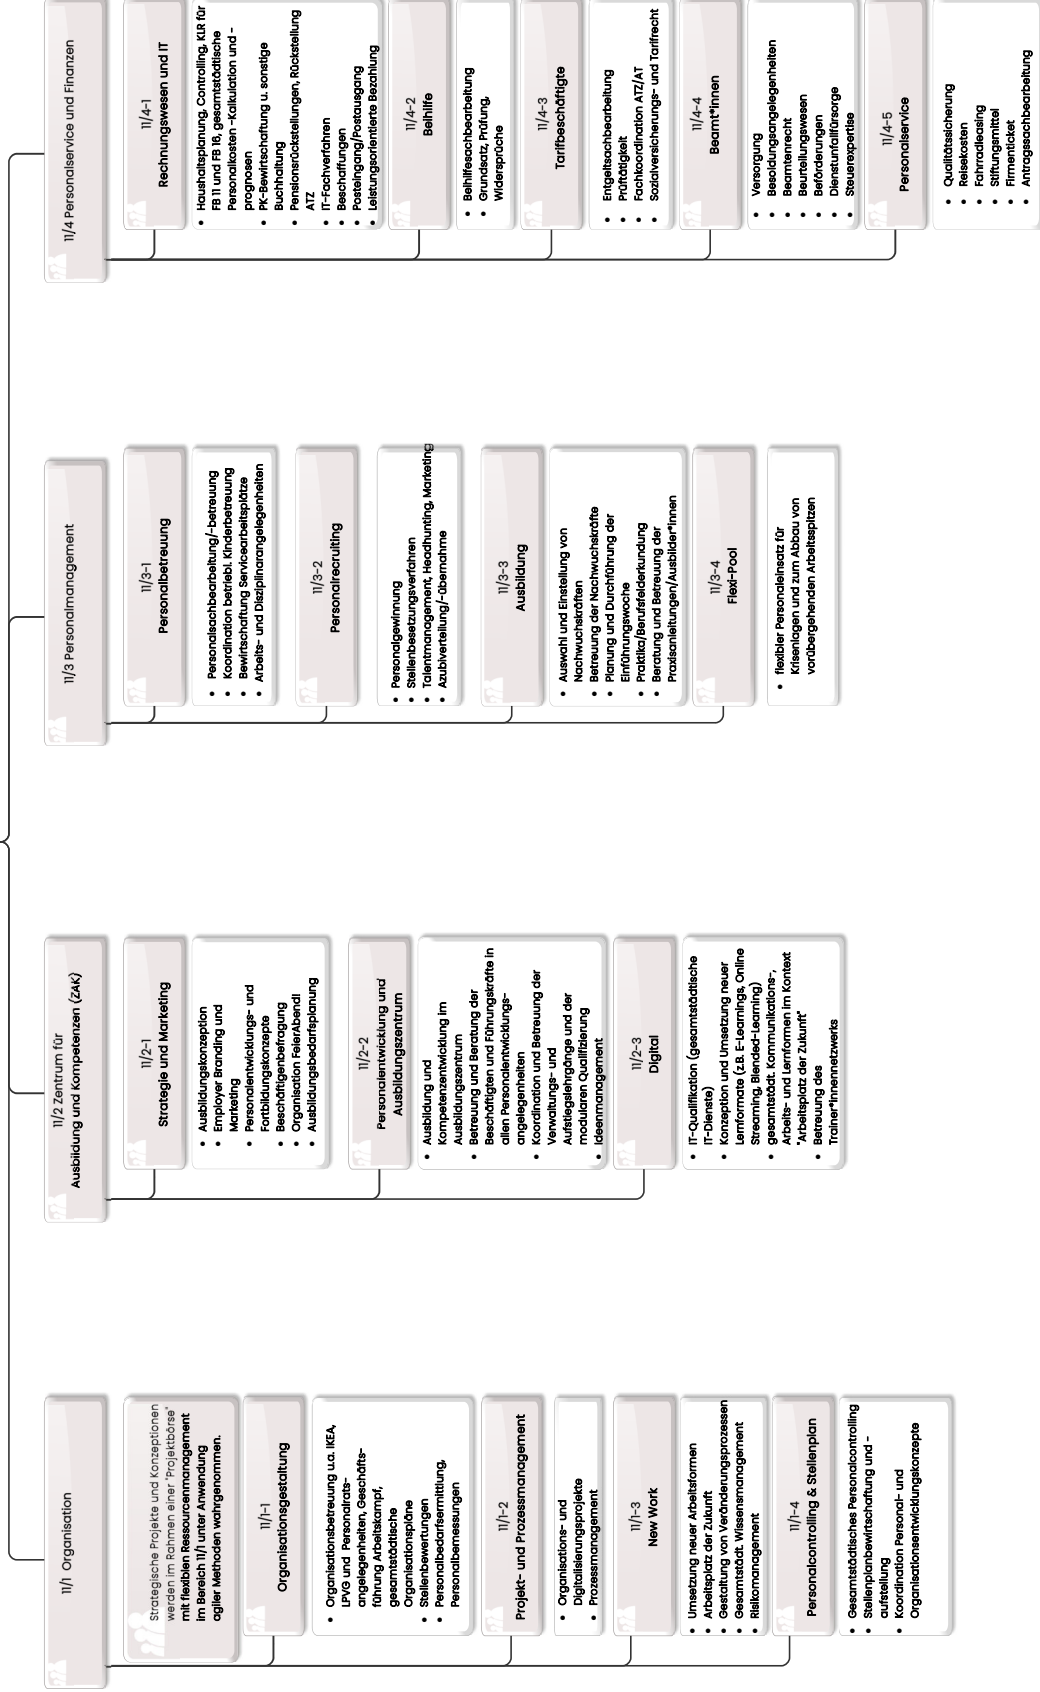 11/1 Organisation
Strategische Projekte und Konzeptionen
werden im Rahmen einer "Projektbörse"
mit flexiblen Ressourcenmanagement
im Bereich 11/1 unter Anwendung
agiler Methoden wahrgenommen.
11/1-1
Organisationsgestaltung
• Organisationsbetreuung u.a. IKEA,
LPVG und Personalrats-
angelegenheiten, Geschäfts-
führung Arbeitskampf,
gesamtstädtische
Organisationspläne
• Stellenbewertungen
• Personalbedarfsermittlung,
Personalbemessungen
11/1-2
Projekt- und Prozessmanagement
• Organisations- und
Digitalisierungsprojekte
• Prozessmanagement
11/1-3
New Work
• Umsetzung neuer Arbeitsformen
• Arbeitsplatz der Zukunft
• Gestaltung von Veränderungsprozessen
• Gesamtstädt. Wissensmanagement
• Risikomanagement
11/1-4
Personalcontrolling & Stellenplan
• Gesamtstädtisches Personalcontrolling
• Stellenplanbewirtschaftung und -
aufstellung
• Koordination Personal- und
Organisationsentwicklungskonzepte
11/2 Zentrum für
Ausbildung und Kompetenzen (ZAK)
11/2-1
Strategie und Marketing
• Ausbildungskonzeption
• Employer Branding und
Marketing
• Personalentwicklungs- und
Fortbildungskonzepte
• Beschäftigenbefragung
• Organisation FeierAbend!
• Ausbildungsbedarfsplanung
11/2-2
Personalentwicklung und
Ausbildungszentrum
• Ausbildung und
Kompetenzentwicklung im
Ausbildungszentrum
• Betreuung und Beratung der
Beschäftigten und Führungskräfte in
allen Personalentwicklungs-
angelegenheiten
• Koordination und Betreuung der
Verwaltungs- und
Aufstiegslehrgänge und der
modularen Qualifizierung
• Ideenmanagement
11/2-3
Digital
• IT-Qualifikation (gesamtstädtische
IT-Dienste)
• Konzeption und Umsetzung neuer
Lernformate (z.B. E-Learnings, Online
Streaming, Blended-Learning)
• gesamtstädt. Kommunikations-,
Arbeits- und Lernformen im Kontext
"Arbeitsplatz der Zukunft"
• Betreuung des
Trainer*innennetzwerks
11/3 Personalmanagement
11/3-1
Personalbetreuung
• Personalsachbearbeitung/-betreuung
• Koordination betriebl. Kinderbetreuung
• Bewirtschaftung Servicearbeitsplätze
• Arbeits- und Disziplinarangelegenheiten
11/3-2
Personalrecruiting
• Personalgewinnung
• Stellenbesetzungsverfahren
• Talentmanagement, Headhunting, Marketing
• Azubiverteilung/-übernahme
11/3-3
Ausbildung
• Auswahl und Einstellung von
Nachwuchskräften
• Betreuung der Nachwuchskräfte
• Planung und Durchführung der
Einführungswoche
• Praktika/Berufsfelderkundung
• Beratung und Betreuung der
Praxisanleitungen/Ausbilder*innen
11/3-4
Flexi-Pool
• flexibler Personaleinsatz für
Krisenlagen und zum Abbau von
vorübergehenden Arbeitsspitzen
11/4 Personalservice und Finanzen
11/4-1
Rechnungswesen und IT
• Haushaltsplanung, Controlling, KLR für
FB 11 und FB 16, gesamtstädtische
Personalkosten -Kalkulation und -
prognosen
• PK-Bewirtschaftung u. sonstige
Buchhaltung
• Pensionsrückstellungen, Rückstellung
ATZ
• IT-Fachverfahren
• Beschaffungen
• Posteingang/Postausgang
• Leistungsorientierte Bezahlung
11/4-2
Beihilfe
• Beihilfesachbearbeitung
• Grundsatz, Prüfung,
Widersprüche
11/4-3
Tarifbeschäftigte
• Entgeltsachbearbeitung
• Prüftätigkeit
• Fachkoordination ATZ/AT
• Sozialversicherungs- und Tarifrecht
11/4-4
Beamt*innen
• Versorgung
• Besoldungsangelegenheiten
• Beamtenrecht
• Beurteilungswesen
• Beförderungen
• Dienstunfallfürsorge
• Steuerexpertise
11/4-5
Personalservice
• Qualitätssicherung
• Reisekosten
• Fahrradleasing
• Stiftungsmittel
• Firmenticket
• Antragssachbearbeitung